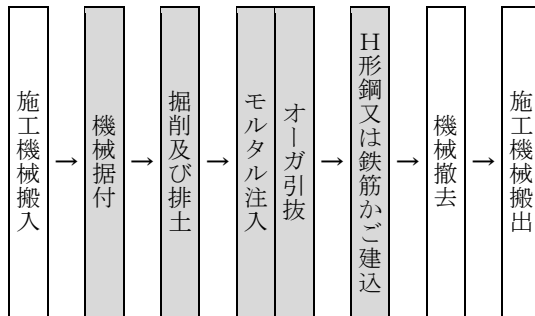 施工機械搬入
→
機械据付
→
掘削及び排土
→
モルタル注入
オーガ引抜
→
H形鋼又は鉄筋かご建込
→
機械撤去
→
施工機械搬出